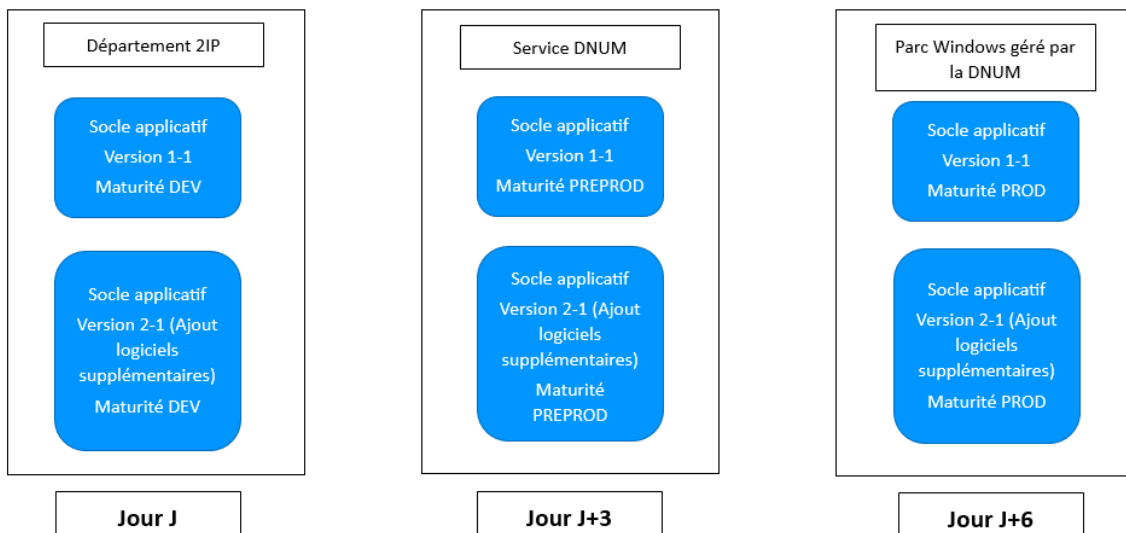 Département 2IP
Socle applicatif
Version 1-1
Maturité DEV
Socle applicatif
Version 2-1 (Ajout
logiciels
supplémentaires)
Maturité DEV
Jour J
Service DNUM
Socle applicatif
Version 1-1
Maturité PREPROD
Socle applicatif
Version 2-1 (Ajout
logiciels
supplémentaires)
Maturité
PREPROD
Jour J+3
Parc Windows géré par
la DNUM
Socle applicatif
Version 1-1
Maturité PROD
Socle applicatif
Version 2-1 (Ajout
logiciels
supplémentaires)
Maturité PROD
Jour J+6